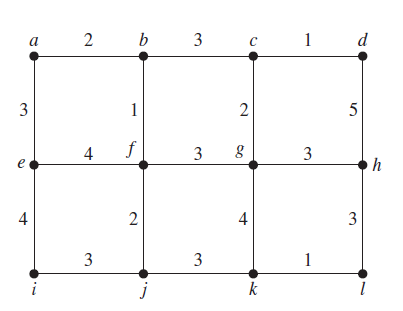 a 2 b 3 c 1 d
3 1 2 5
e 4 f 3 g 3 h
4 2 4 3
3 3 1
i j k l